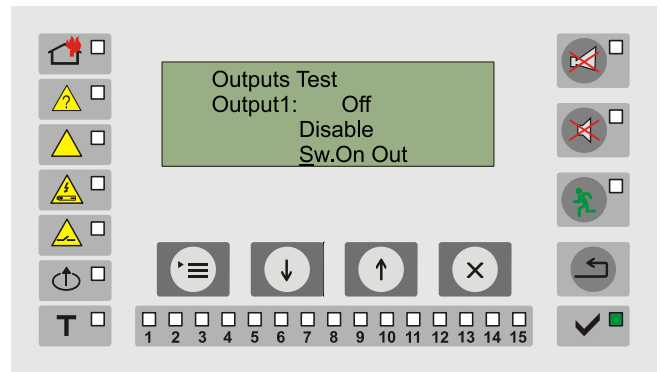 Outputs Test
Output1: Off
Disable
Sw.On Out
?
T
1 2 3 4 5 6 7 8 9 10 11 12 13 14 15